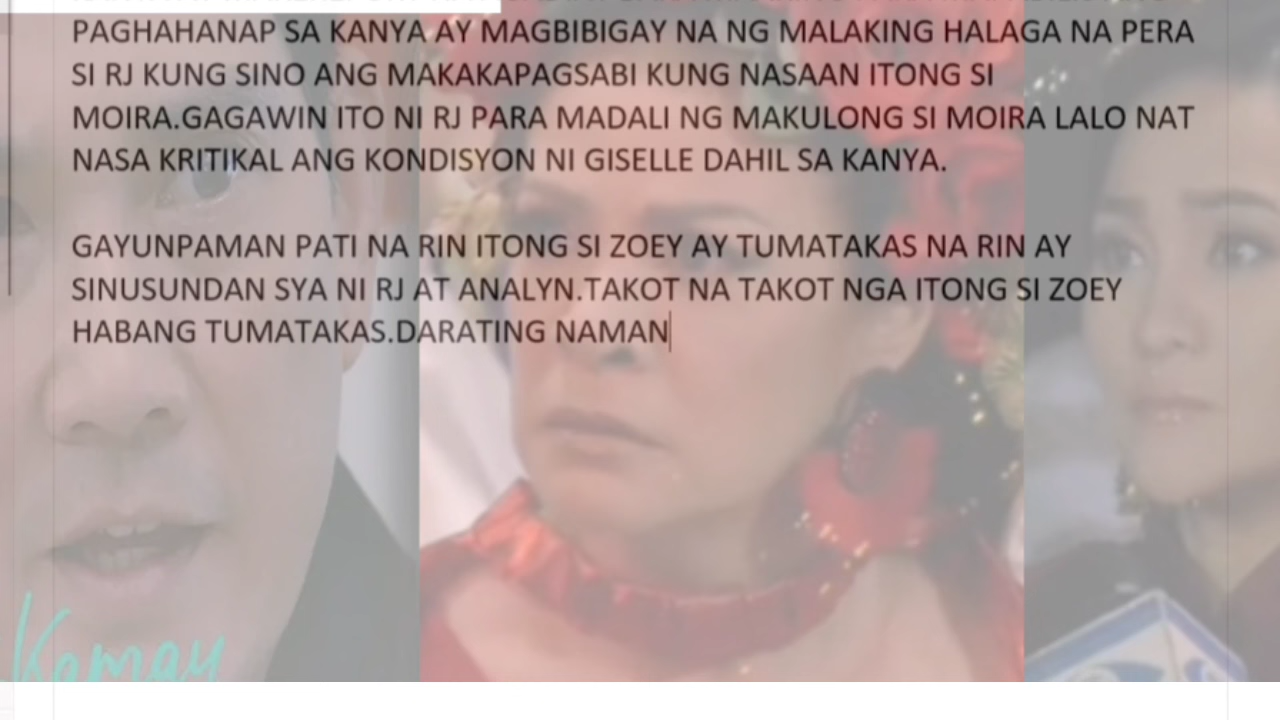 PAGHAHANAP SA KANYA AY MAGBIBIGAY NA NG MALAKING HALAGA NA PERA
SI RJ KUNG SINO ANG MAKAKAPAGSABI KUNG NASAAN ITONG SI
MOIRA.GAGAWIN ITO NI RJ PARA MADALI NG MAKULONG SI MOIRA LALO NAT
NASA KRITIKAL ANG KONDISYON NI GISELLE DAHIL SA KANYA.
GAYUNPAMAN PATI NA RIN ITONG SI ZOEY AY TUMATAKAS NA RIN AY
SINUSUNDAN SYA NI RJ AT ANALYN.TAKOT NA TAKOT NGA ITONG SI ZOEY
HABANG TUMATAKAS.DARATING NAMAN
Kamay